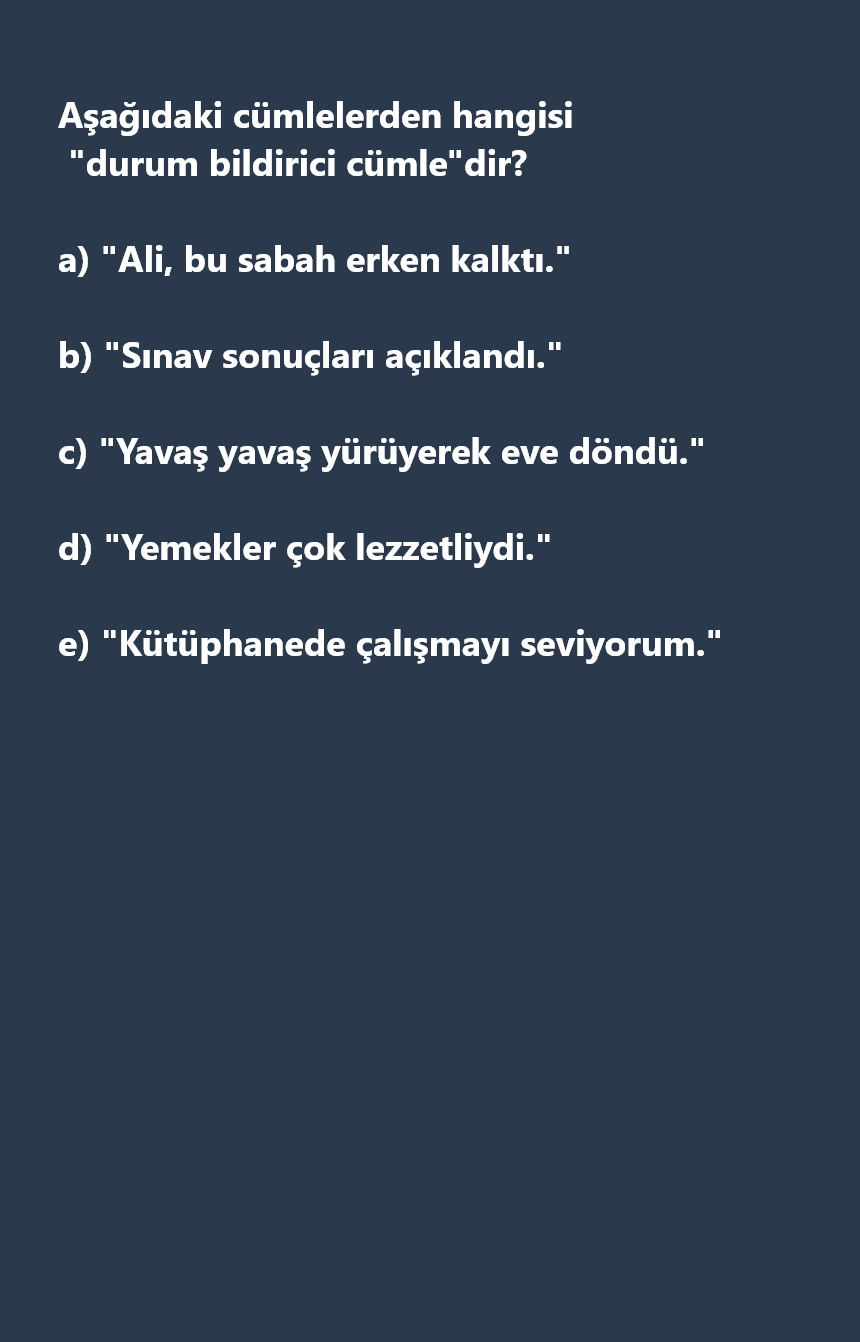 Aşağıdaki cümlelerden hangisi
"durum bildirici cümle"dir?
a) "Ali, bu sabah erken kalktı."
b) "Sınav sonuçları açıklandı."
c) "Yavaş yavaş yürüyerek eve döndü."
d) "Yemekler çok lezzetliydi."
e) "Kütüphanede çalışmayı seviyorum."